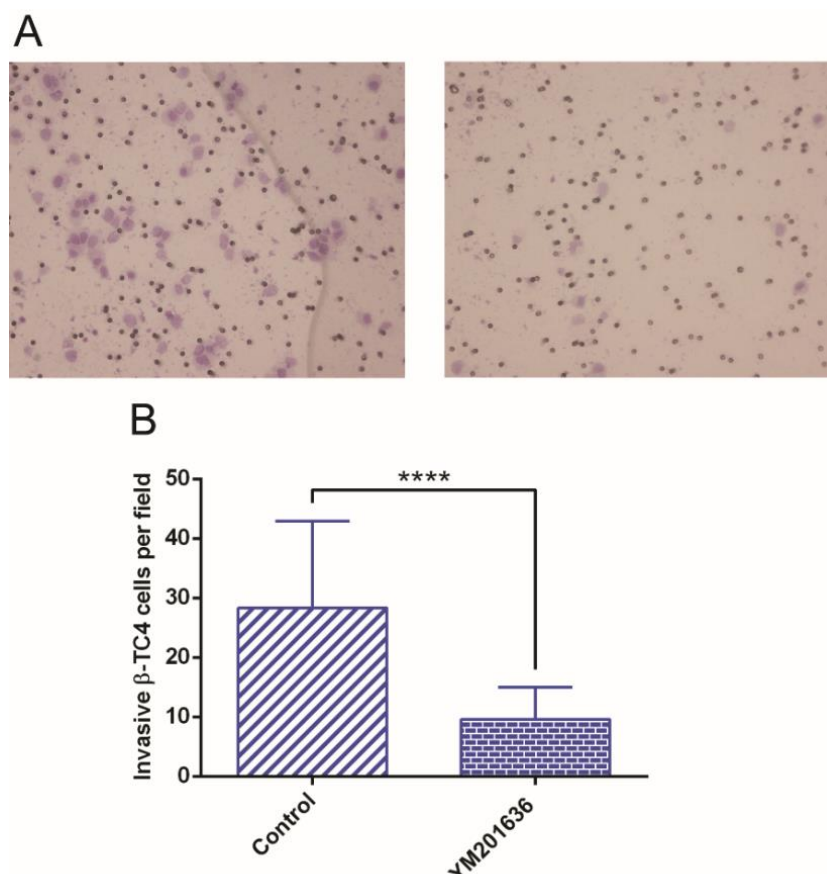 A
B
Invasive β-TC4 cells per field
50
****
40
30
20
10
0
Control
YM201636